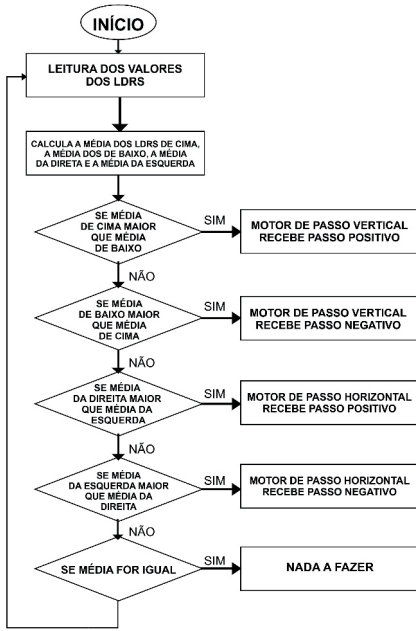 INÍCIO
LEITURA DOS VALORES
DOS LDRS
CALCULA A MÉDIA DOS LDRS DE CIMA,
A MÉDIA DOS DE BAIXO, A MÉDIA
DA DIRETA E A MÉDIA DA ESQUERDA
SE MÉDIA
DE CIMA MAIOR
QUE MÉDIA
DE BAIXO
SIM
MOTOR DE PASSO VERTICAL
RECEBE PASSO POSITIVO
NÃO
SE MÉDIA
DE BAIXO MAIOR
QUE MÉDIA
DE CIMA
SIM
MOTOR DE PASSO VERTICAL
RECEBE PASSO NEGATIVO
NÃO
SE MÉDIA
DA DIREITA MAIOR
QUE MÉDIA DA
ESQUERDA
SIM
MOTOR DE PASSO HORIZONTAL
RECEBE PASSO POSITIVO
NÃO
SE MÉDIA
DA ESQUERDA MAIOR
QUE MÉDIA DA
DIREITA
SIM
MOTOR DE PASSO HORIZONTAL
RECEBE PASSO NEGATIVO
NÃO
SE MÉDIA FOR IGUAL
SIM
NADA A FAZER